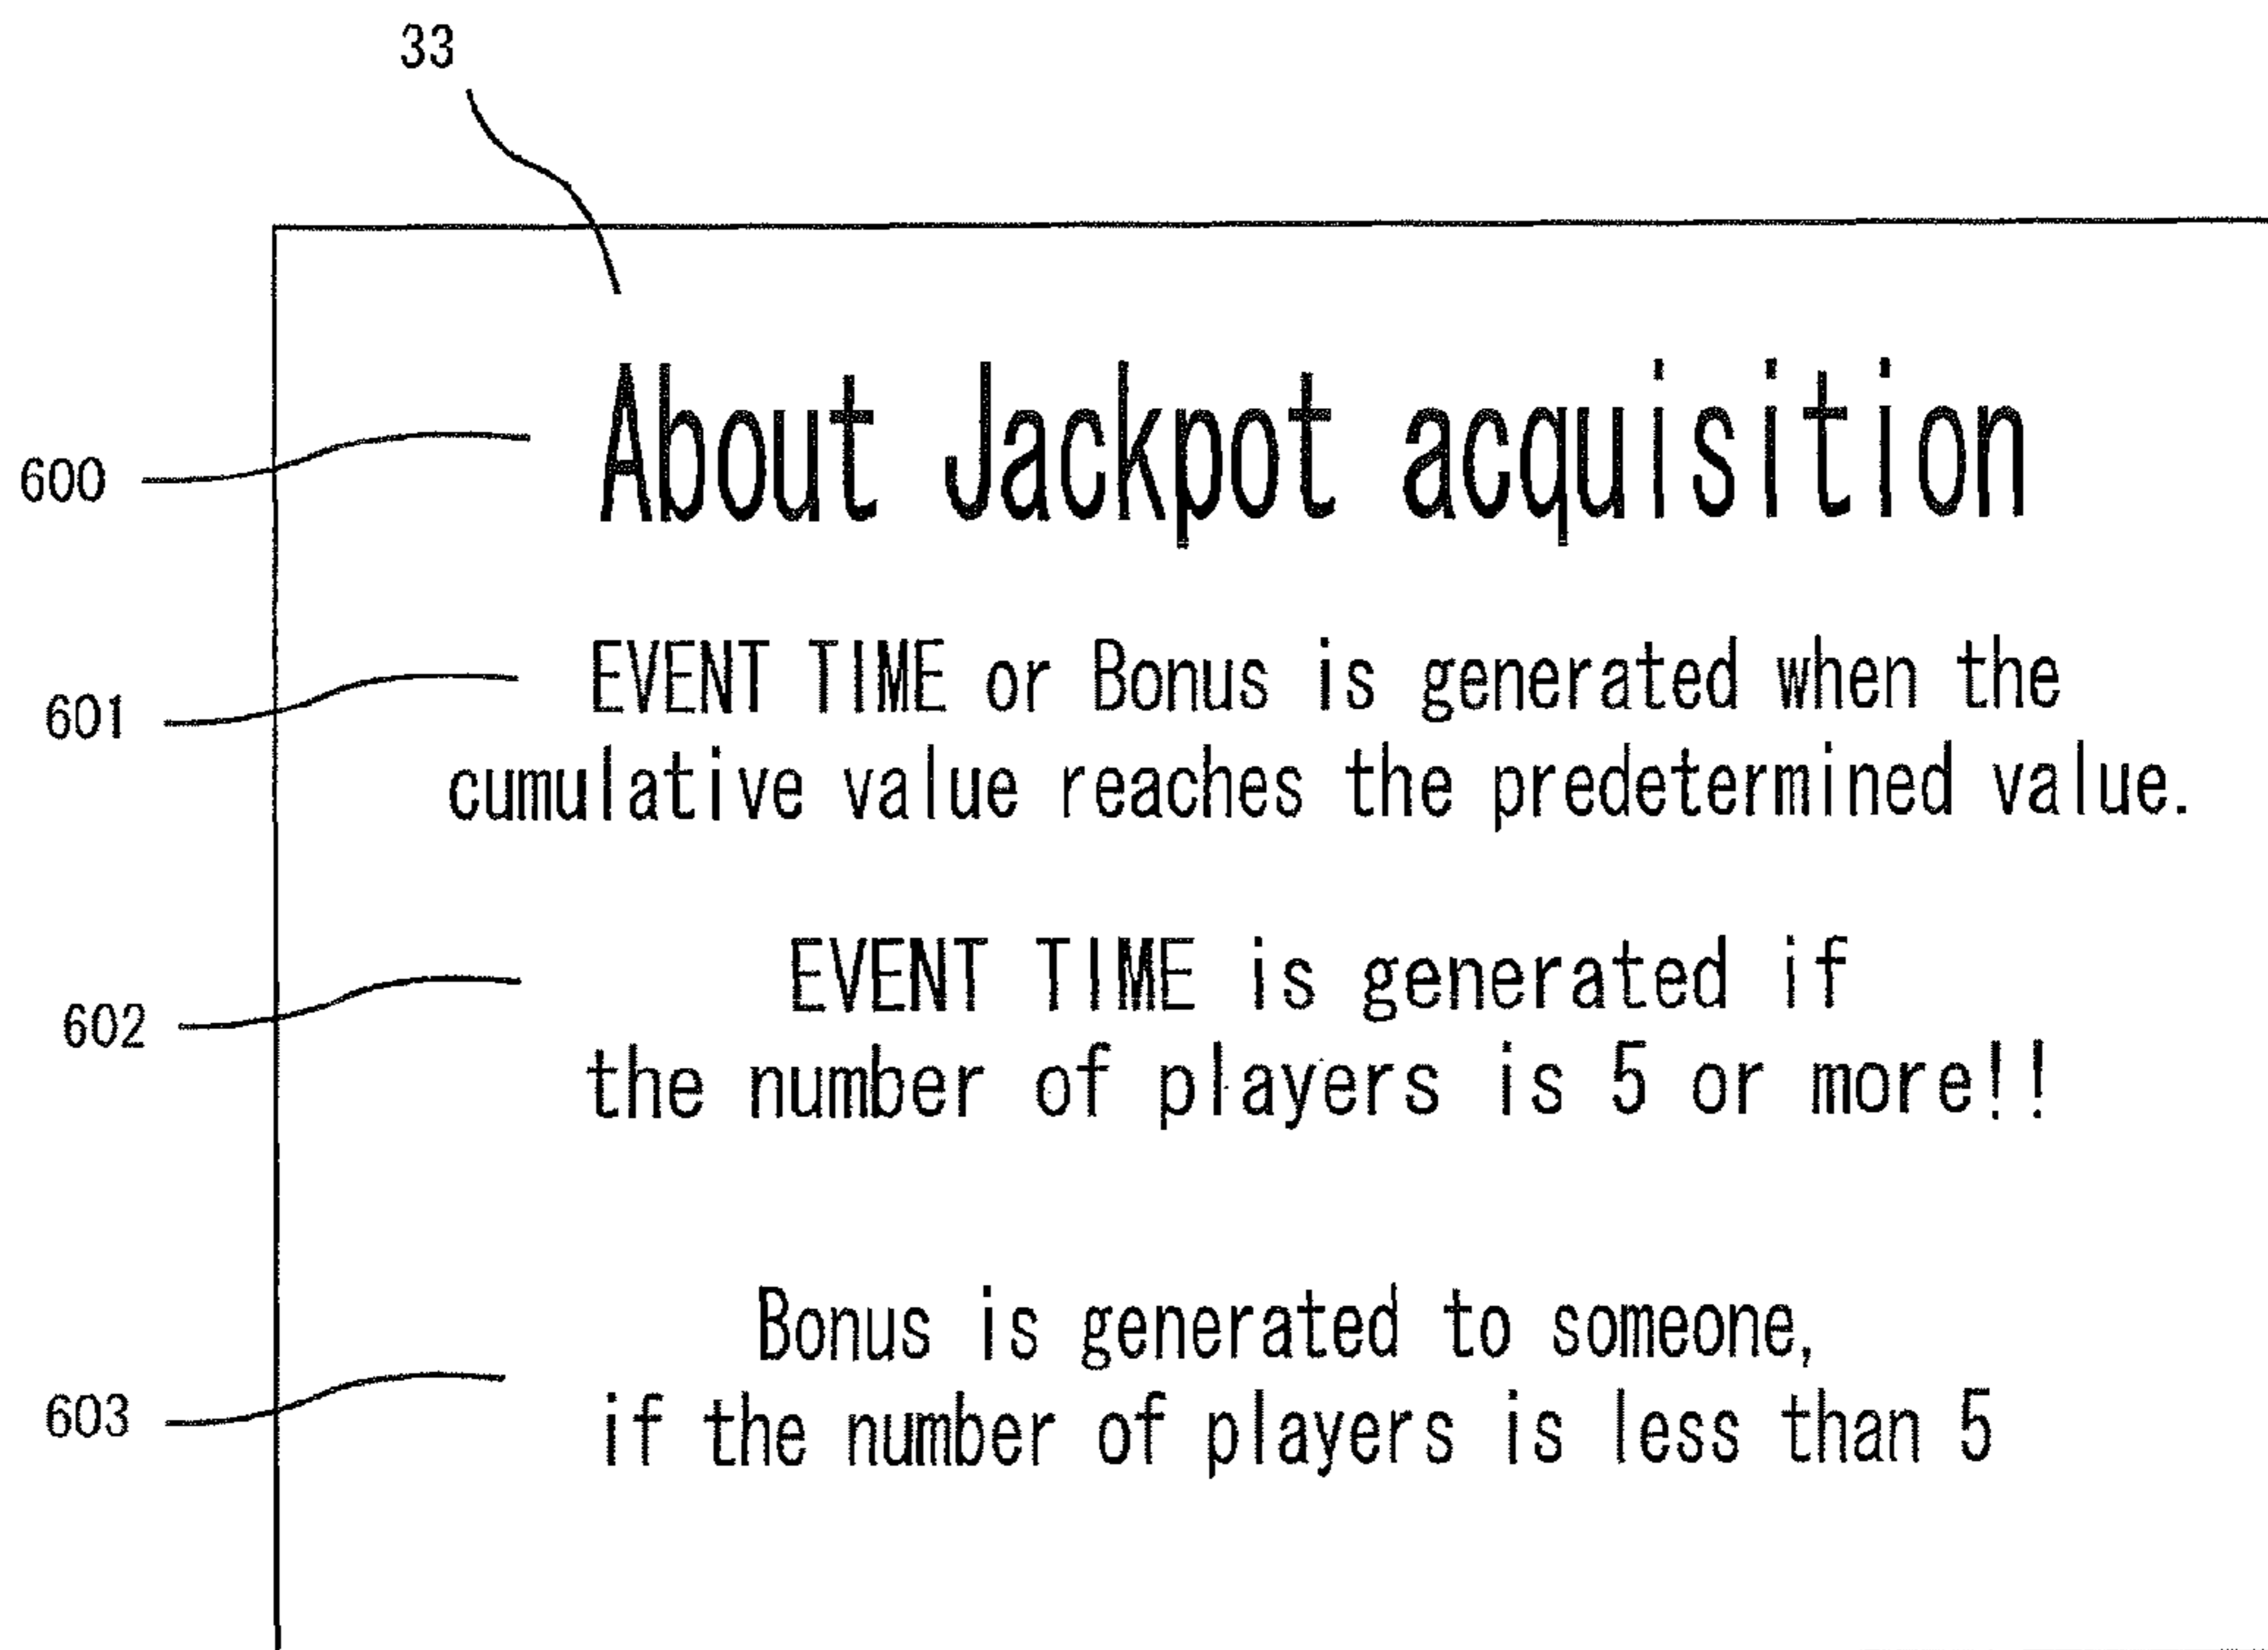 33
600
About Jackpot acquisition
601
EVENT TIME or Bonus is generated when the
cumulative value reaches the predetermined value.
602
EVENT TIME is generated if
the number of players is 5 or more!!
603
Bonus is generated to someone,
if the number of players is less than 5